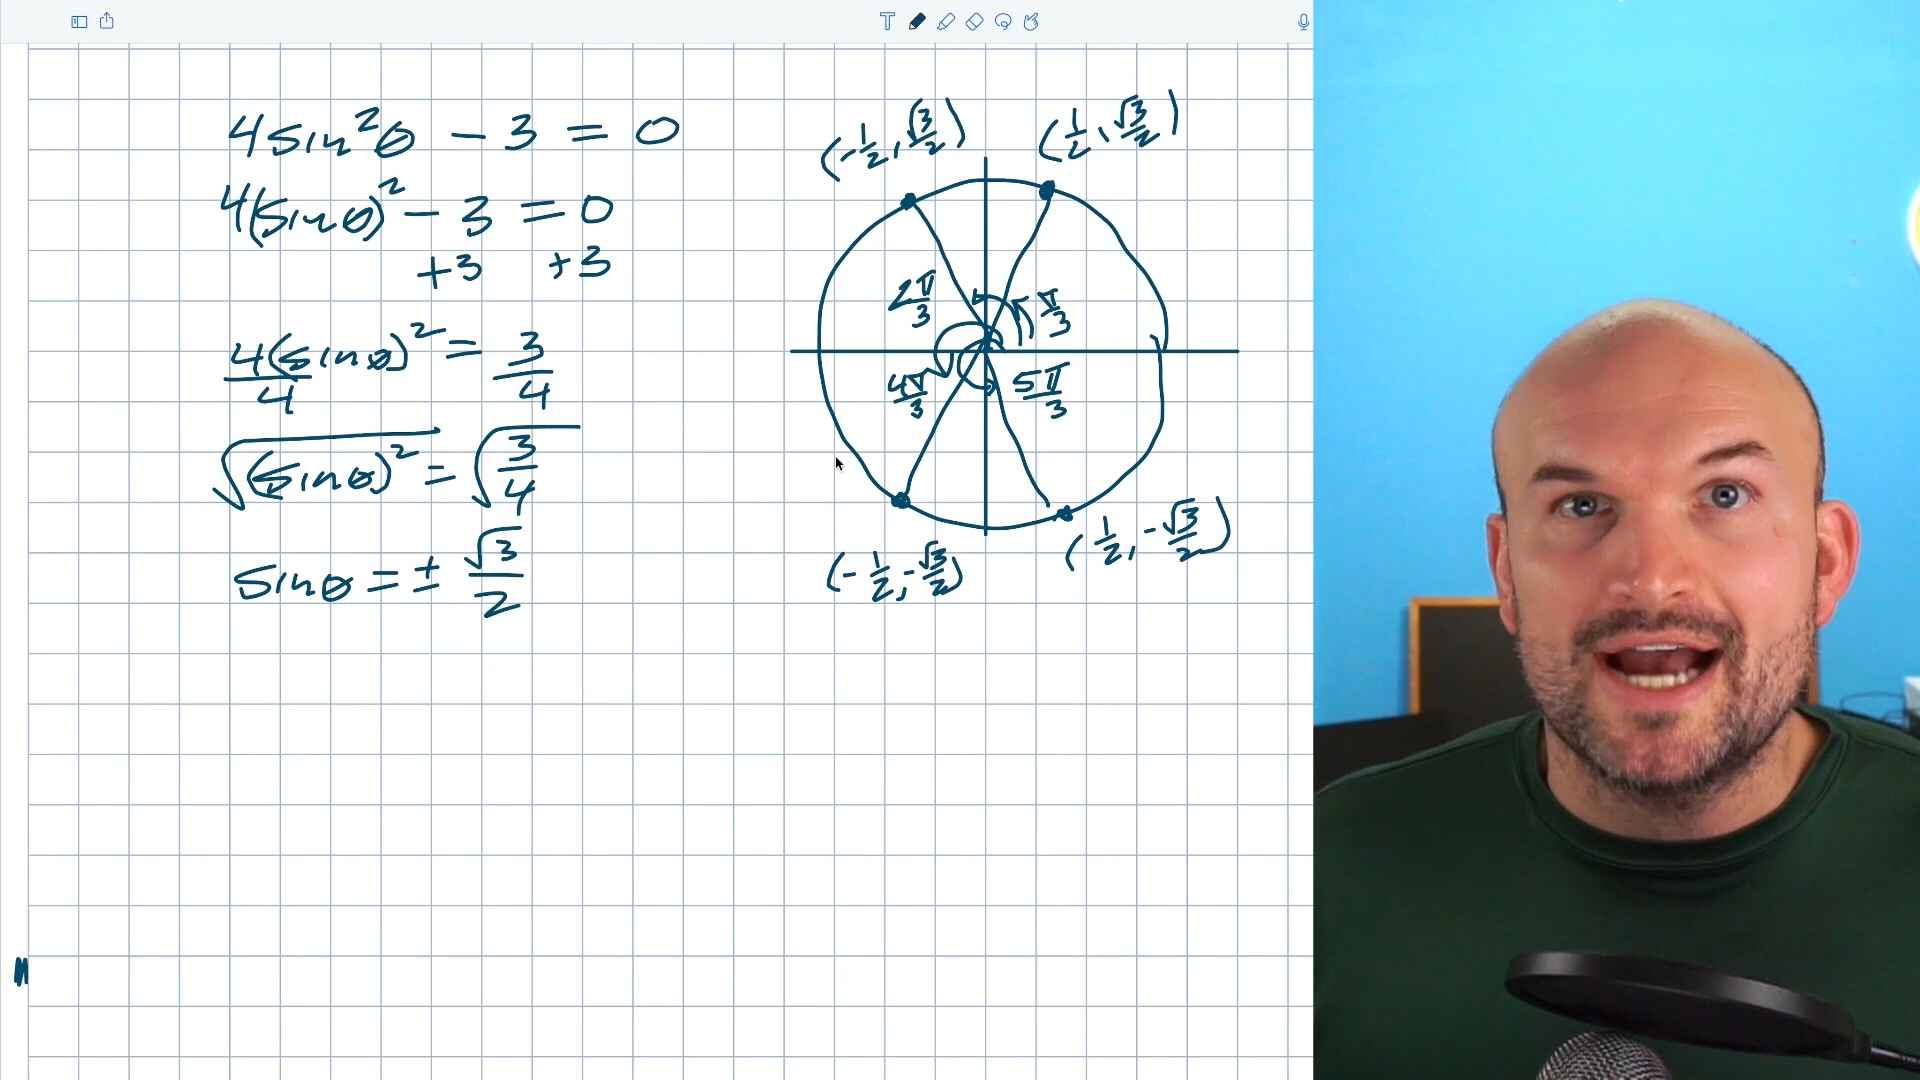 4sin²θ − 3 = 0
4(sinθ)² − 3 = 0
+3 +3
4(sinθ)²/4 = 3/4
√(sinθ)² = √3/4
sinθ = ± √3/2
(-1/2, √3/2)
(1/2, √3/2)
2π/3
π/3
4π/3
5π/3
(-1/2, -√3/2)
(1/2, -√3/2)